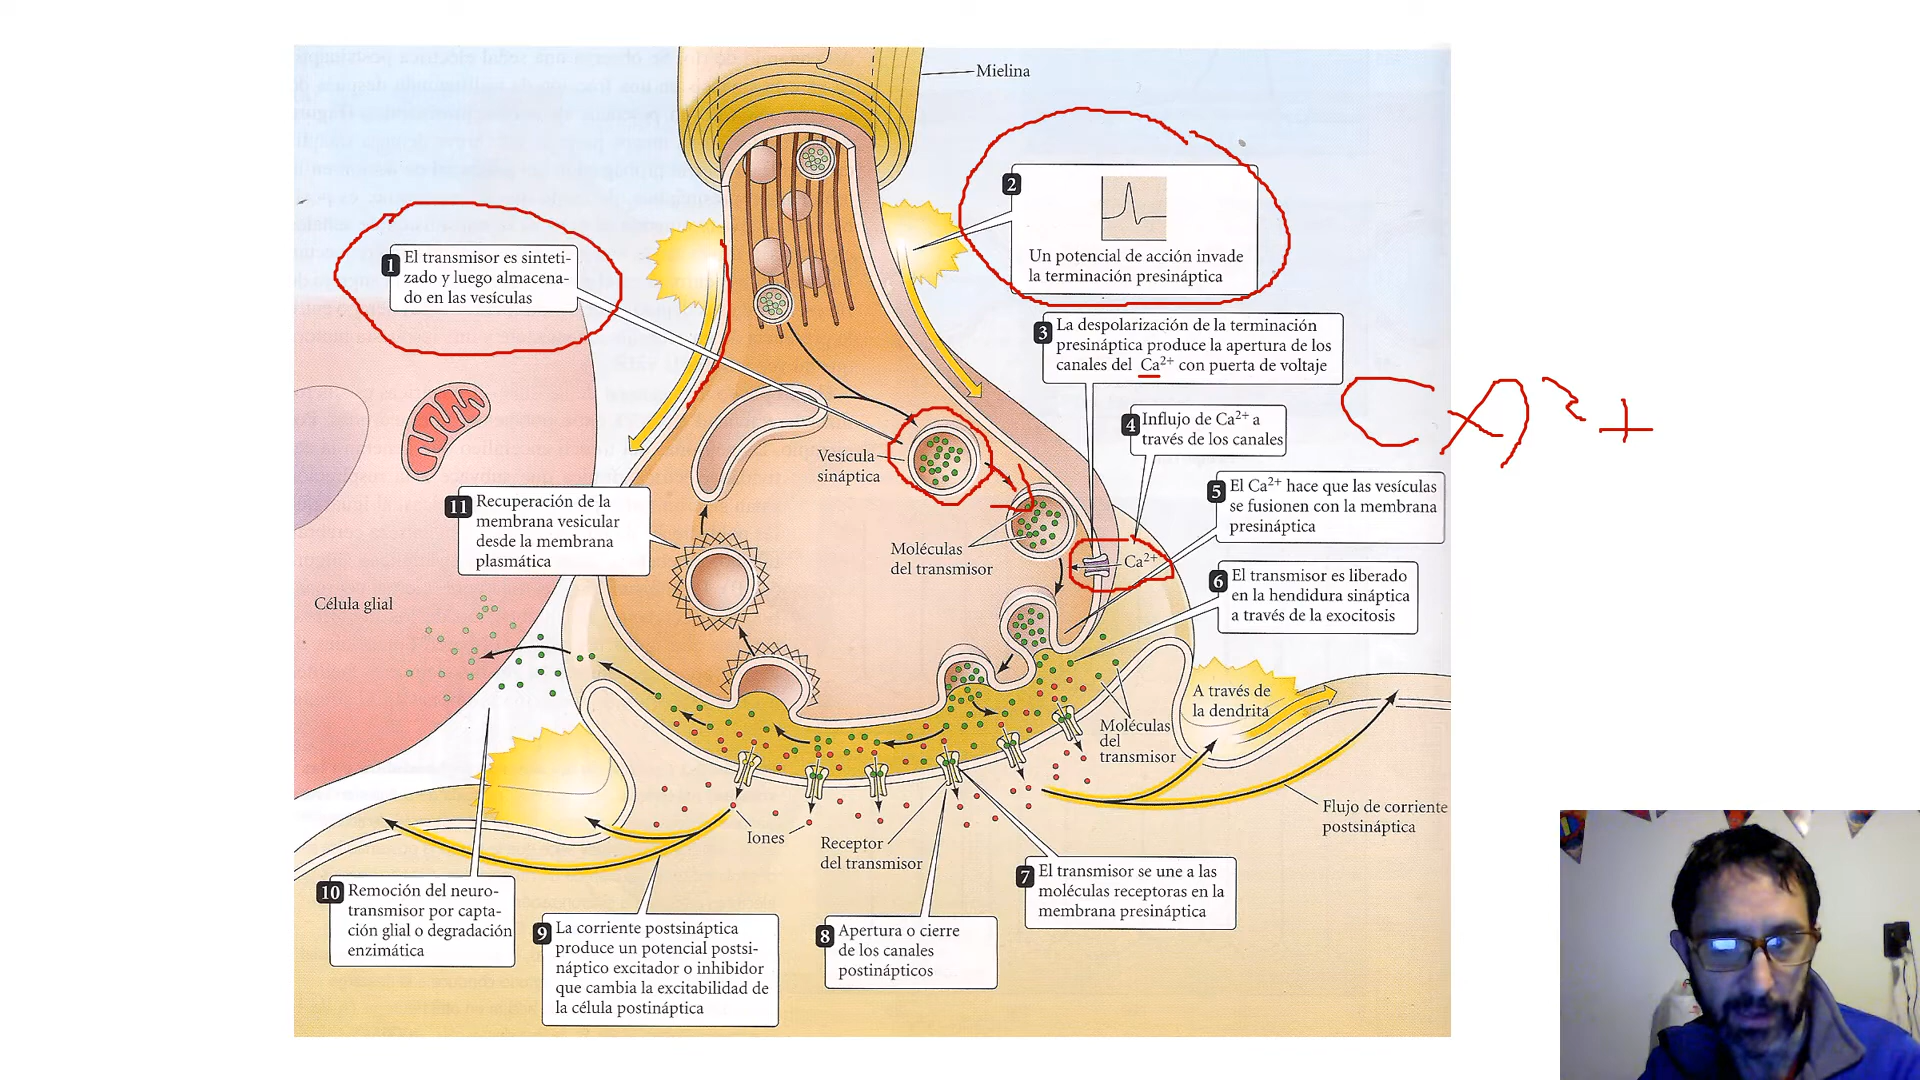 Mielina
2
Un potencial de acción invade
la terminación presináptica
1
El transmisor es sinteti-
zado y luego almacena-
do en las vesículas
3
La despolarización de la terminación
presináptica produce la apertura de los
canales del Ca2+ con puerta de voltaje
CA2+
4
Influjo de Ca2+ a
través de los canales
Vesícula
sináptica
5
El Ca2+ hace que las vesículas
se fusionen con la membrana
presináptica
11
Recuperación de la
membrana vesicular
desde la membrana
plasmática
Moléculas
del transmisor
Ca2+
6
El transmisor es liberado
en la hendidura sináptica
a través de la exocitosis
Célula glial
A través de
la dendrita
Moléculas
del
transmisor
Flujo de corriente
postsináptica
Iones
Receptor
del transmisor
7
El transmisor se une a las
moléculas receptoras en la
membrana presináptica
10
Remoción del neuro-
transmisor por capta-
ción glial o degradación
enzimática
9
La corriente postsináptica
produce un potencial postsi-
náptico excitador o inhibidor
que cambia la excitabilidad de
la célula postináptica
8
Apertura o cierre
de los canales
postinápticos